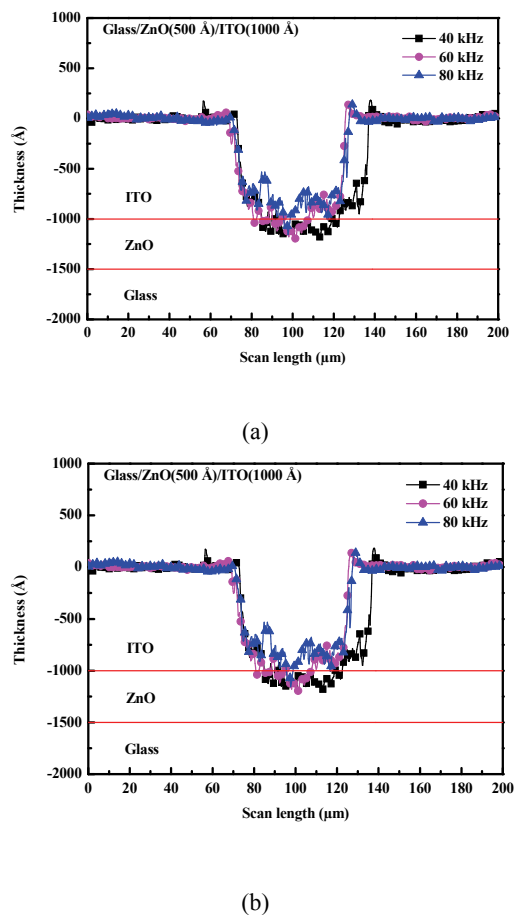 Glass/ZnO(500 Å)/ITO(1000 Å)
40 kHz
60 kHz
80 kHz
1000
500
0
-500
-1000
-1500
-2000
Thickness (Å)
ITO
ZnO
Glass
0 20 40 60 80 100 120 140 160 180 200
Scan length (µm)
(a)
Glass/ZnO(500 Å)/ITO(1000 Å)
40 kHz
60 kHz
80 kHz
1000
500
0
-500
-1000
-1500
-2000
Thickness (Å)
ITO
ZnO
Glass
0 20 40 60 80 100 120 140 160 180 200
Scan length (µm)
(b)